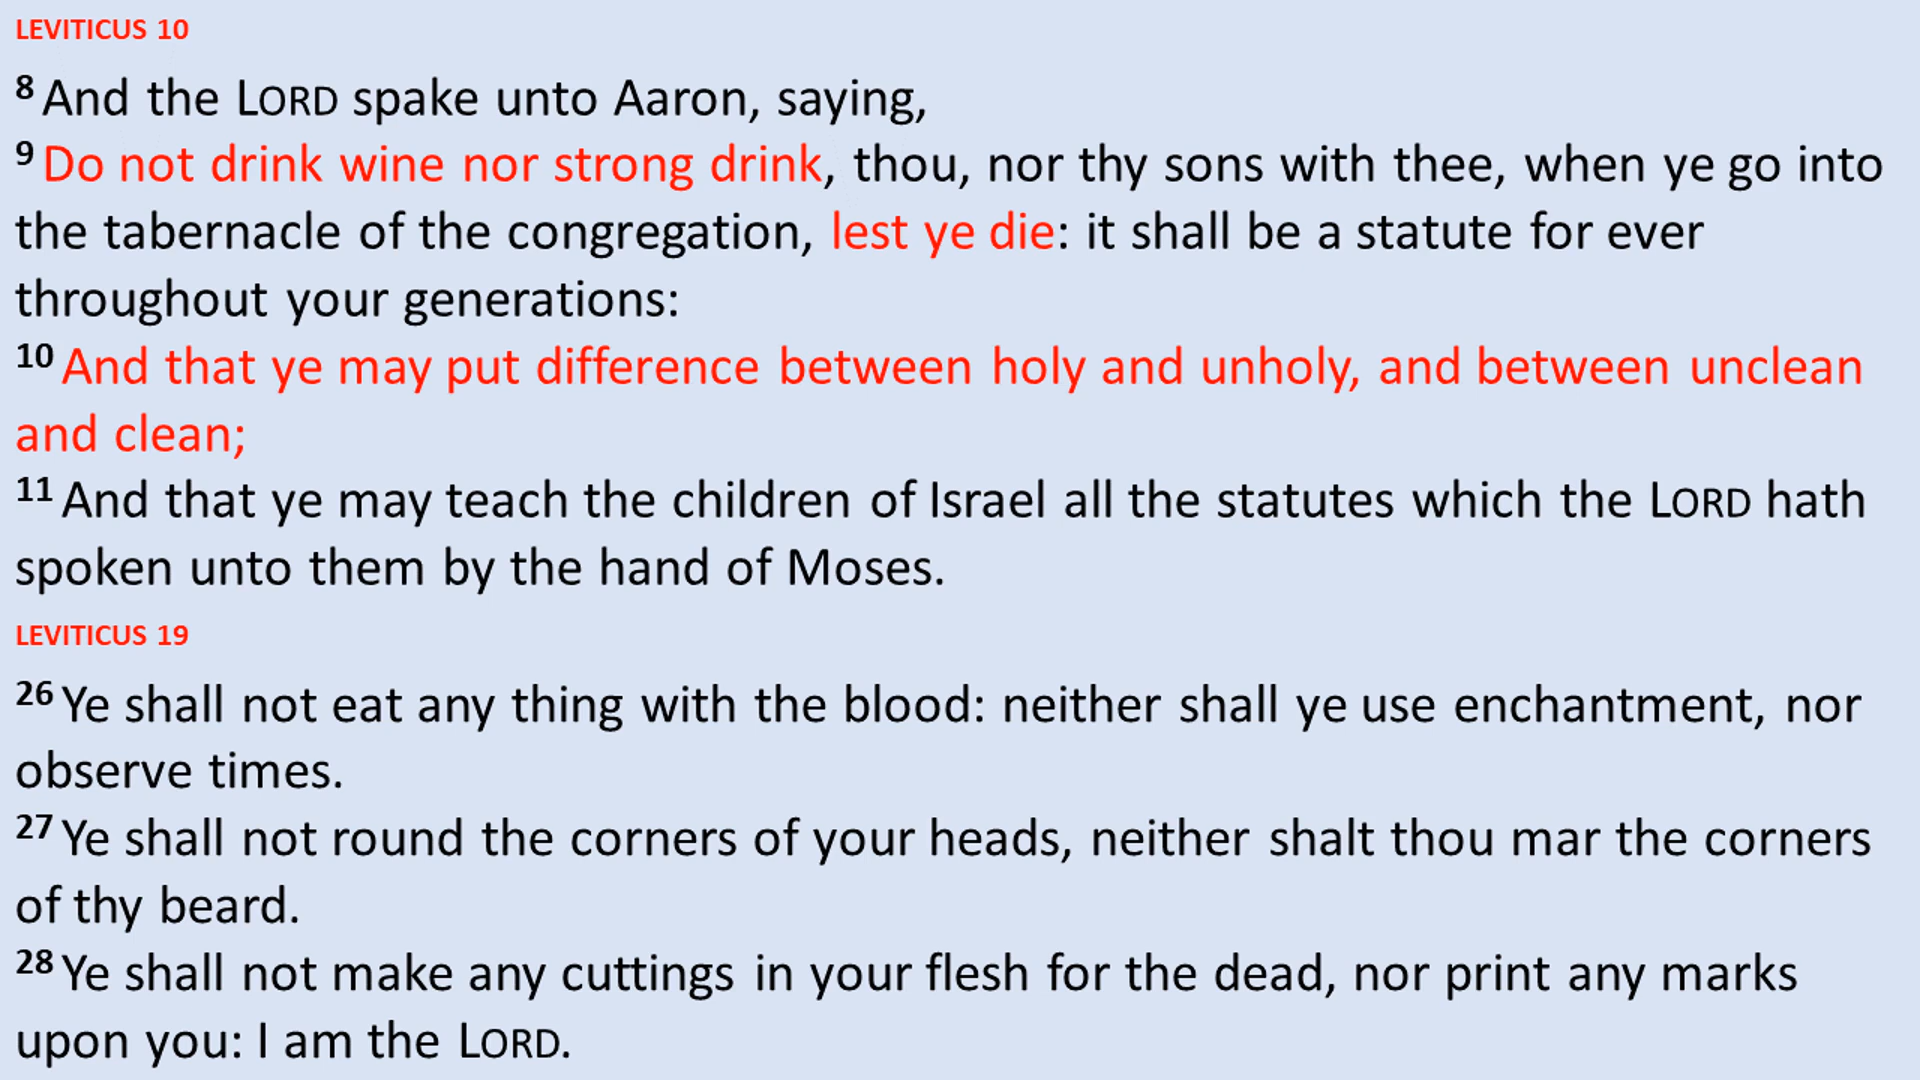 LEVITICUS 10
8 And the LORD spake unto Aaron, saying,
9 Do not drink wine nor strong drink, thou, nor thy sons with thee, when ye go into
the tabernacle of the congregation, lest ye die: it shall be a statute for ever
throughout your generations:
10 And that ye may put difference between holy and unholy, and between unclean
and clean;
11 And that ye may teach the children of Israel all the statutes which the LORD hath
spoken unto them by the hand of Moses.
LEVITICUS 19
26 Ye shall not eat any thing with the blood: neither shall ye use enchantment, nor
observe times.
27 Ye shall not round the corners of your heads, neither shalt thou mar the corners
of thy beard.
28 Ye shall not make any cuttings in your flesh for the dead, nor print any marks
upon you: I am the LORD.